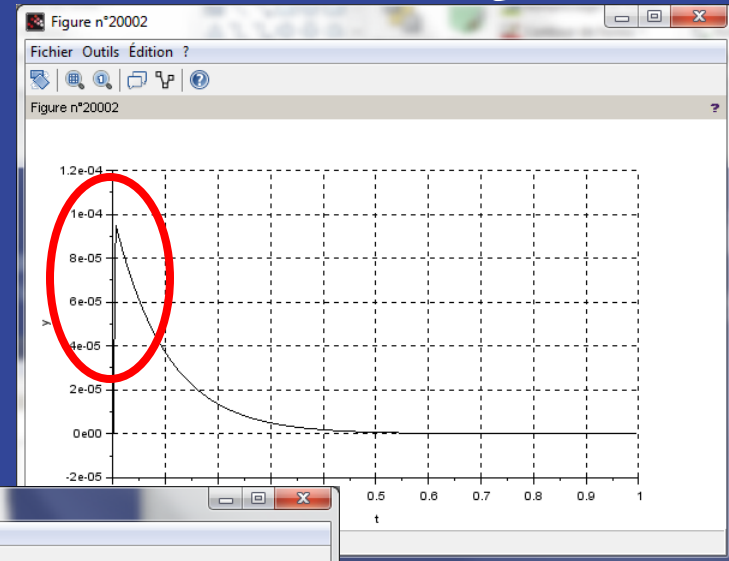 Figure n°20002
Fichier Outils Édition ?
Figure n°20002 ?
1.2e-04
1e-04
8e-05
6e-05
y
4e-05
2e-05
0e00
-2e-05
0.5 0.6 0.7 0.8 0.9 1
t